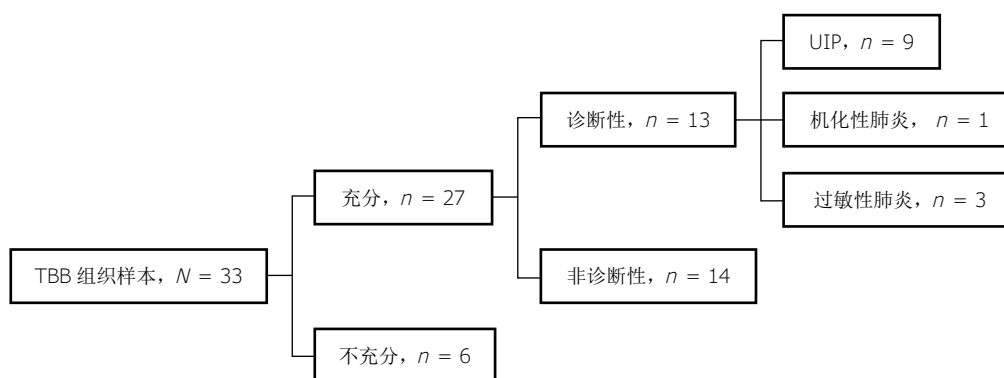 UIP，n = 9
诊断性，n = 13
机化性肺炎， n = 1
充分，n = 27
过敏性肺炎，n = 3
TBB 组织样本，N = 33
非诊断性，n = 14
不充分，n = 6